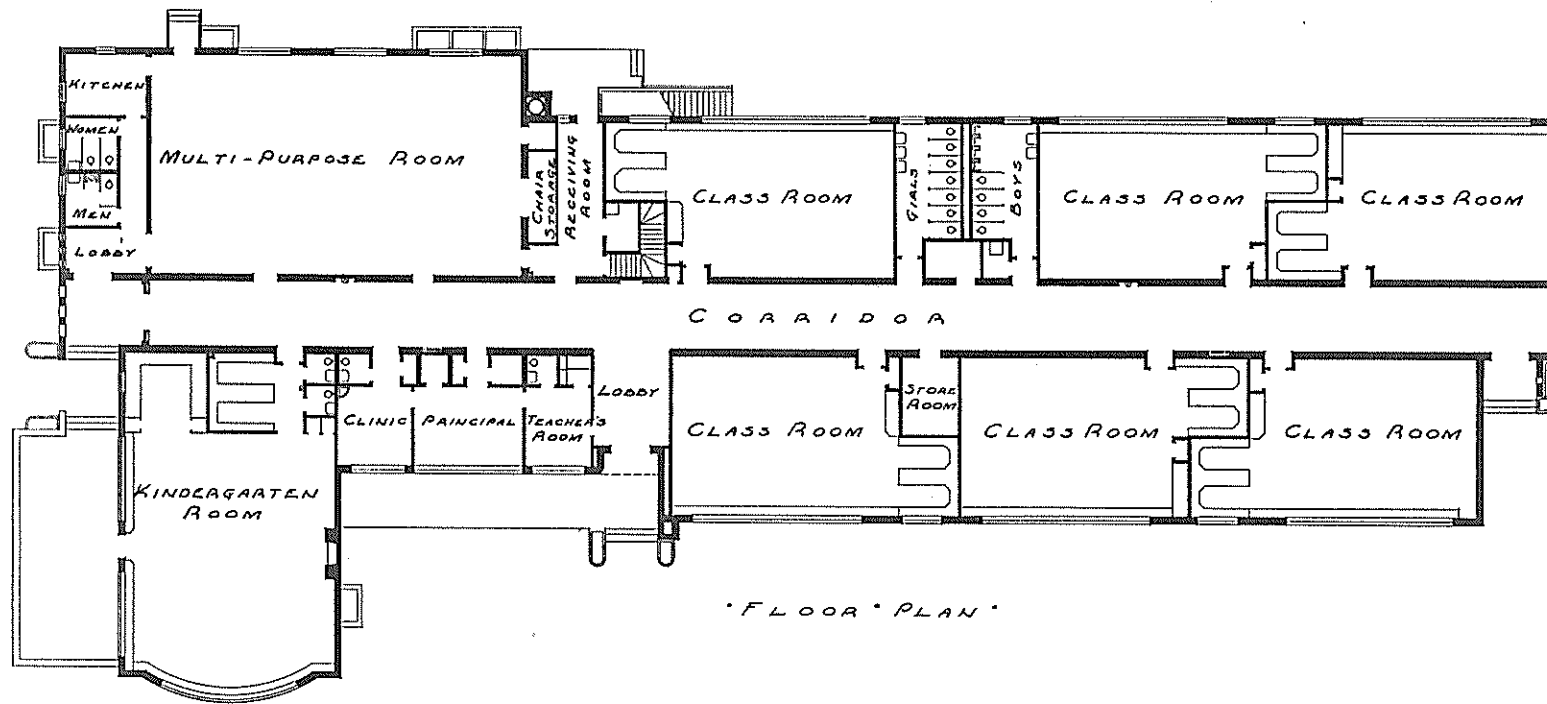 KITCHEN
WOMEN
MEN
LOBBY
MULTI-PURPOSE ROOM
CHAIR
STORAGE
RECEIVING
ROOM
CLASS ROOM
GIRLS
BOYS
CLASS ROOM
CLASS ROOM
CORRIDOR
CLINIC
PRINCIPAL
TEACHER'S
ROOM
LOBBY
CLASS ROOM
STORE
ROOM
CLASS ROOM
CLASS ROOM
KINDERGARTEN
ROOM
·FLOOR·PLAN·